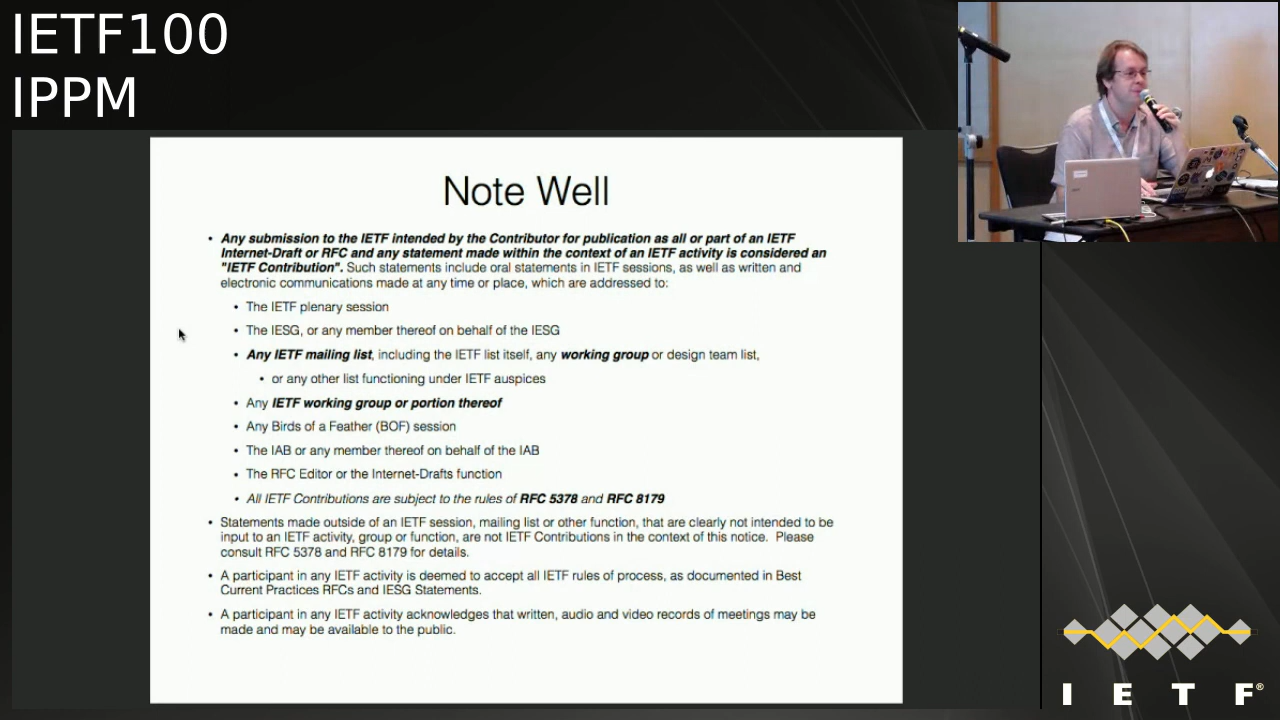 IETF100
IPPM
Note Well
• Any submission to the IETF intended by the Contributor for publication as all or part of an IETF
Internet-Draft or RFC and any statement made within the context of an IETF activity is considered an
"IETF Contribution". Such statements include oral statements in IETF sessions, as well as written and
electronic communications made at any time or place, which are addressed to:
• The IETF plenary session
• The IESG, or any member thereof on behalf of the IESG
• Any IETF mailing list, including the IETF list itself, any working group or design team list,
• or any other list functioning under IETF auspices
• Any IETF working group or portion thereof
• Any Birds of a Feather (BOF) session
• The IAB or any member thereof on behalf of the IAB
• The RFC Editor or the Internet-Drafts function
• All IETF Contributions are subject to the rules of RFC 5378 and RFC 8179
• Statements made outside of an IETF session, mailing list or other function, that are clearly not intended to be
input to an IETF activity, group or function, are not IETF Contributions in the context of this notice. Please
consult RFC 5378 and RFC 8179 for details.
• A participant in any IETF activity is deemed to accept all IETF rules of process, as documented in Best
Current Practices RFCs and IESG Statements.
• A participant in any IETF activity acknowledges that written, audio and video records of meetings may be
made and may be available to the public.
I E T F®